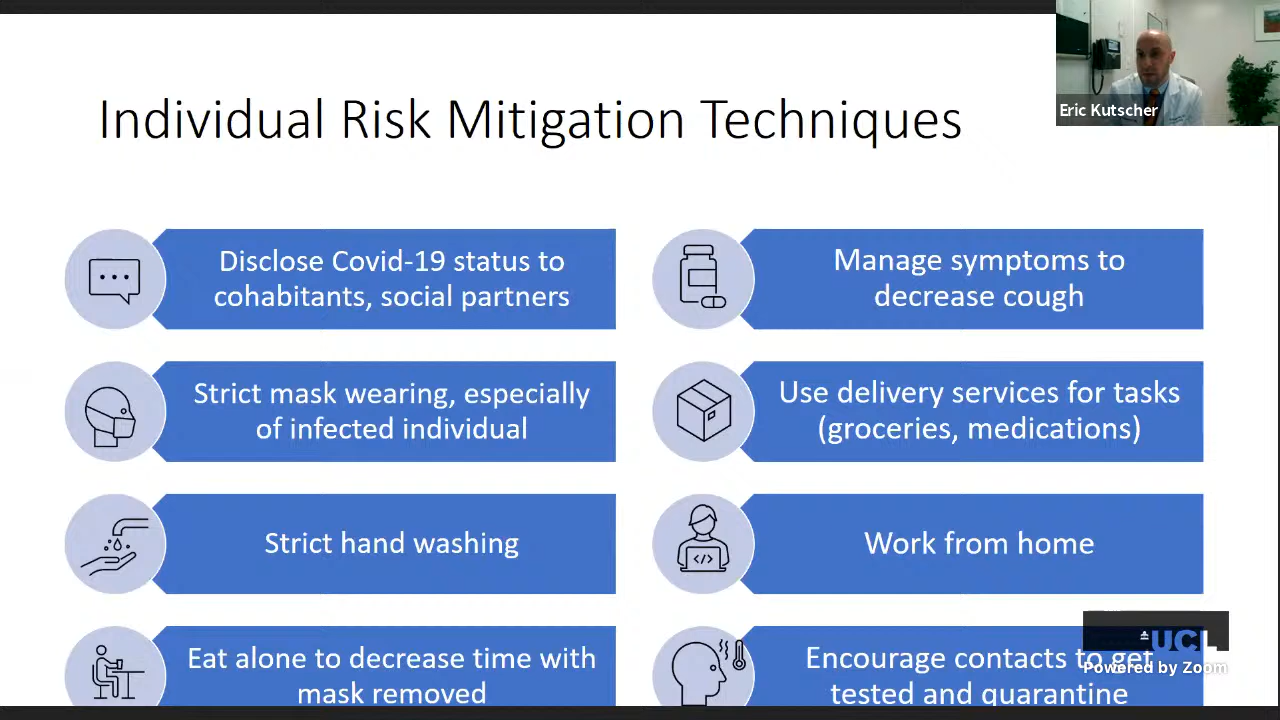 Individual Risk Mitigation Techniques
Eric Kutscher
Disclose Covid-19 status to
cohabitants, social partners
Manage symptoms to
decrease cough
Strict mask wearing, especially
of infected individual
Use delivery services for tasks
(groceries, medications)
Strict hand washing
Work from home
Eat alone to decrease time with
mask removed
Encourage contacts to get
tested and quarantine
UCL
Powered by Zoom